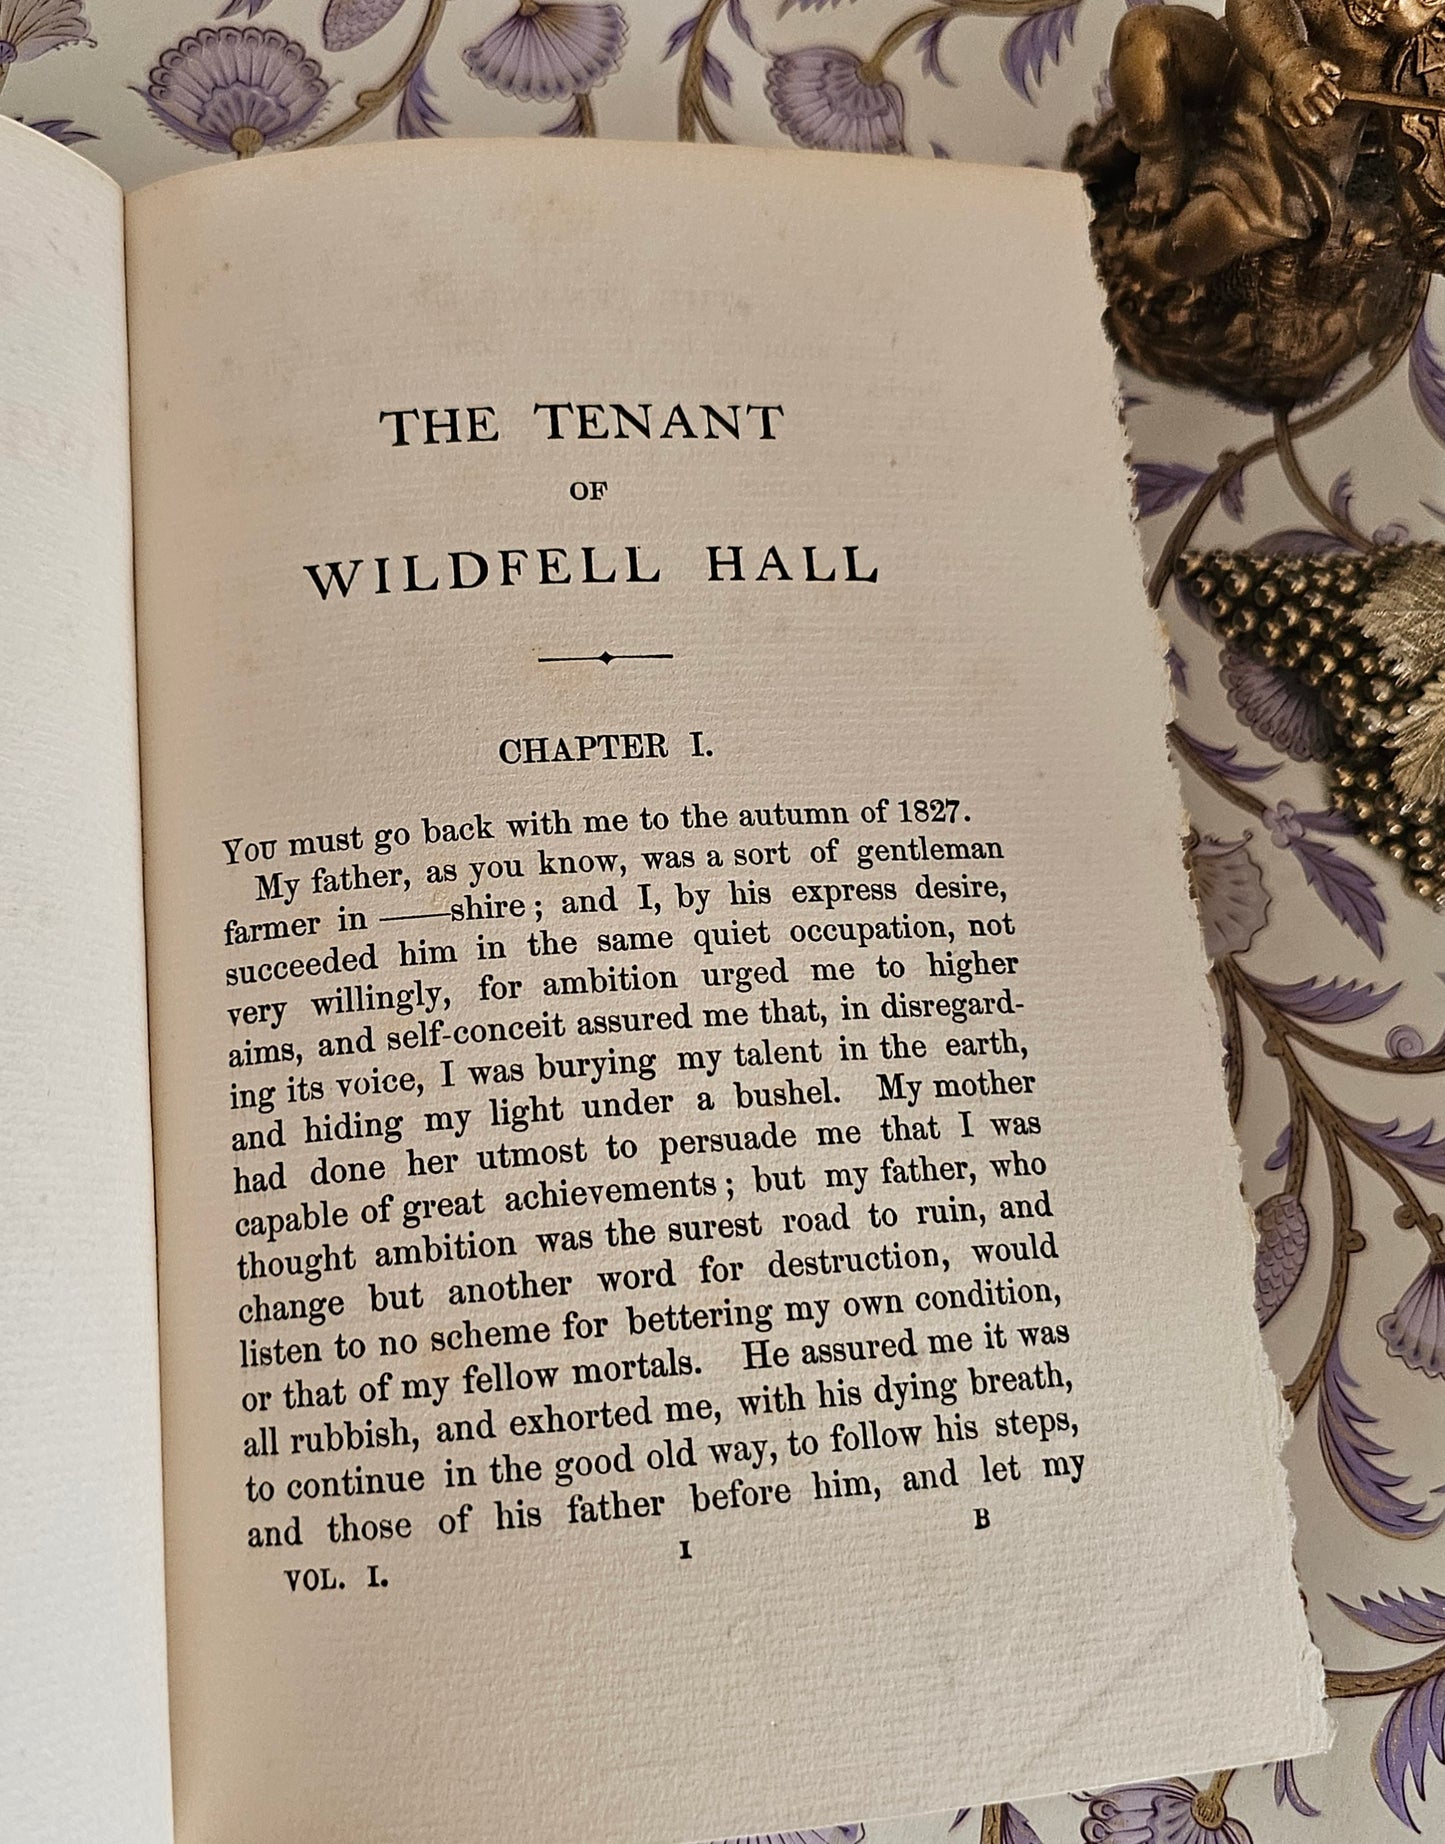 THE TENANT
OF
WILDFELL HALL
CHAPTER I.
YOU must go back with me to the autumn of 1827.
My father, as you know, was a sort of gentleman
farmer in ——shire; and I, by his express desire,
succeeded him in the same quiet occupation, not
very willingly, for ambition urged me to higher
aims, and self-conceit assured me that, in disregard-
ing its voice, I was burying my talent in the earth,
and hiding my light under a bushel. My mother
had done her utmost to persuade me that I was
capable of great achievements; but my father, who
thought ambition was the surest road to ruin, and
change but another word for destruction, would
listen to no scheme for bettering my own condition,
or that of my fellow mortals. He assured me it was
all rubbish, and exhorted me, with his dying breath,
to continue in the good old way, to follow his steps,
and those of his father before him, and let my
VOL. I. I B